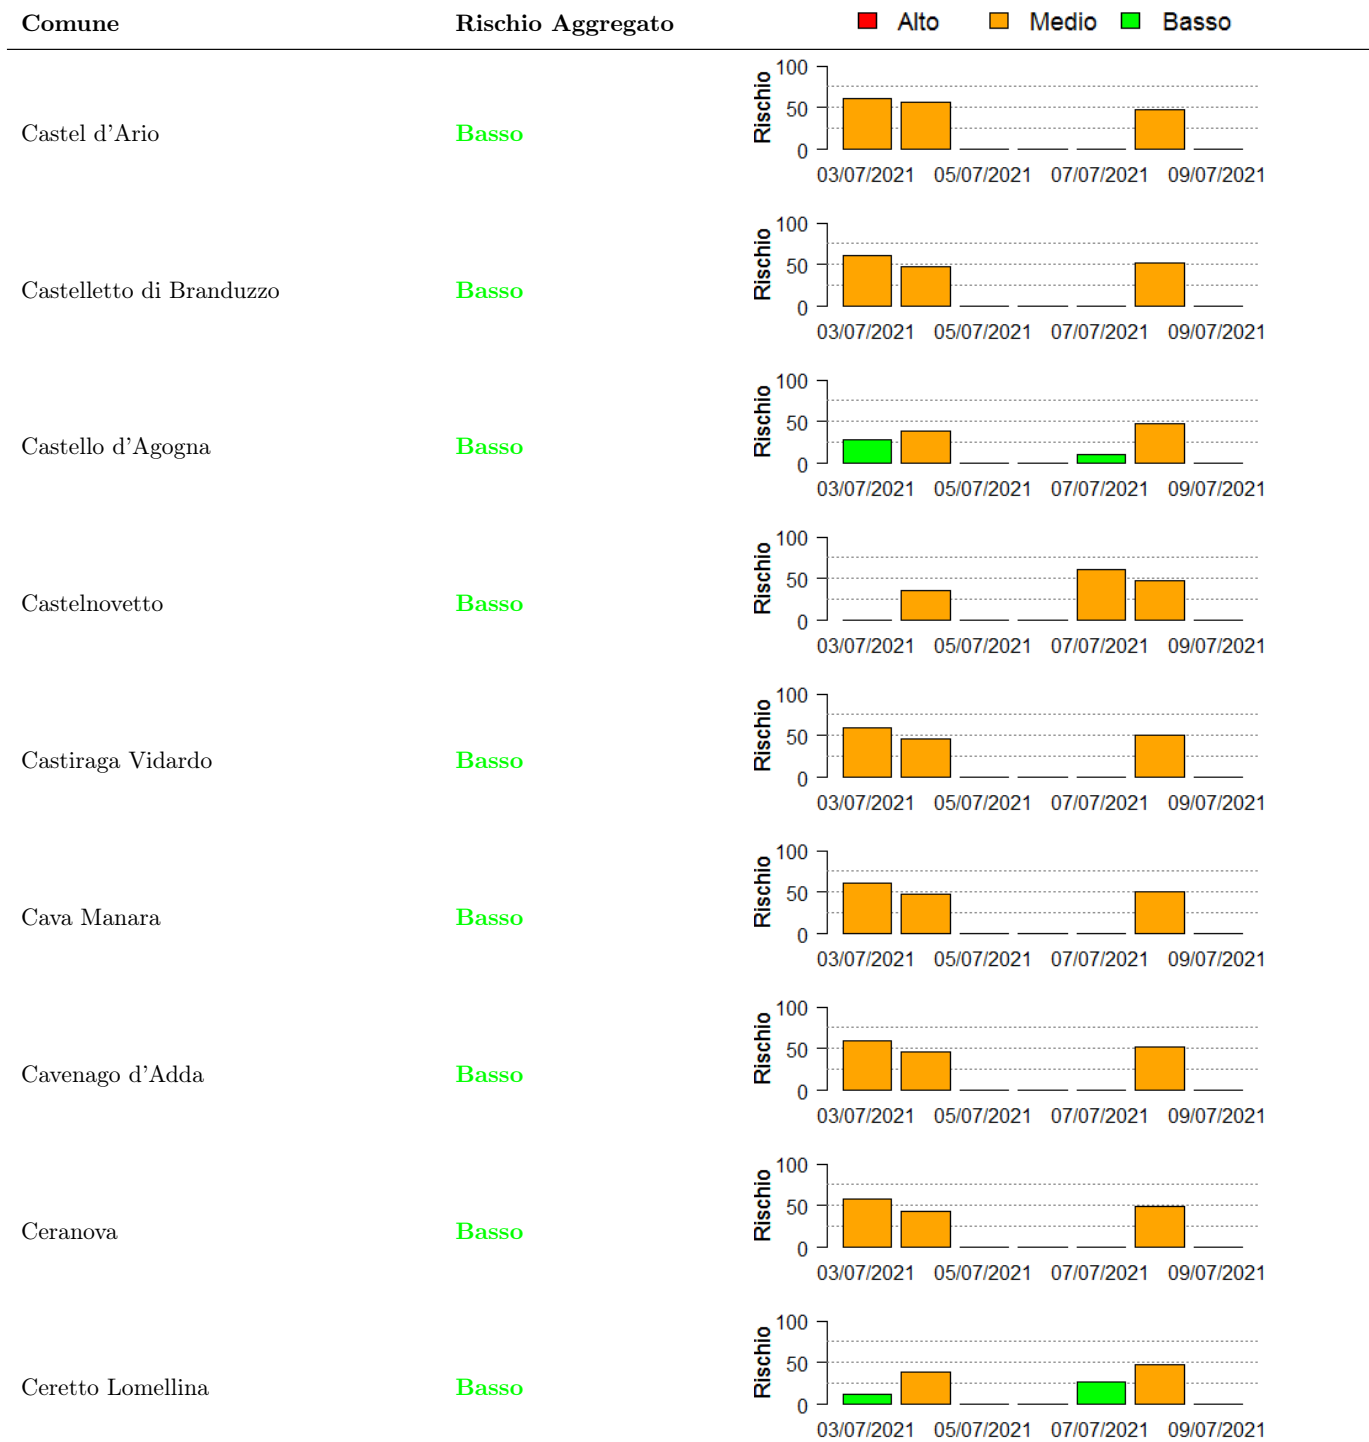 Comune Rischio Aggregato Alto Medio Basso
100
50
0
Rischio
Castel d'Ario Basso
03/07/2021 05/07/2021 07/07/2021 09/07/2021
100
50
0
Rischio
Castelletto di Branduzzo Basso
03/07/2021 05/07/2021 07/07/2021 09/07/2021
100
50
0
Rischio
Castello d'Agogna Basso
03/07/2021 05/07/2021 07/07/2021 09/07/2021
100
50
0
Rischio
Castelnovetto Basso
03/07/2021 05/07/2021 07/07/2021 09/07/2021
100
50
0
Rischio
Castiraga Vidardo Basso
03/07/2021 05/07/2021 07/07/2021 09/07/2021
100
50
0
Rischio
Cava Manara Basso
03/07/2021 05/07/2021 07/07/2021 09/07/2021
100
50
0
Rischio
Cavenago d'Adda Basso
03/07/2021 05/07/2021 07/07/2021 09/07/2021
100
50
0
Rischio
Ceranova Basso
03/07/2021 05/07/2021 07/07/2021 09/07/2021
100
50
0
Rischio
Ceretto Lomellina Basso
03/07/2021 05/07/2021 07/07/2021 09/07/2021